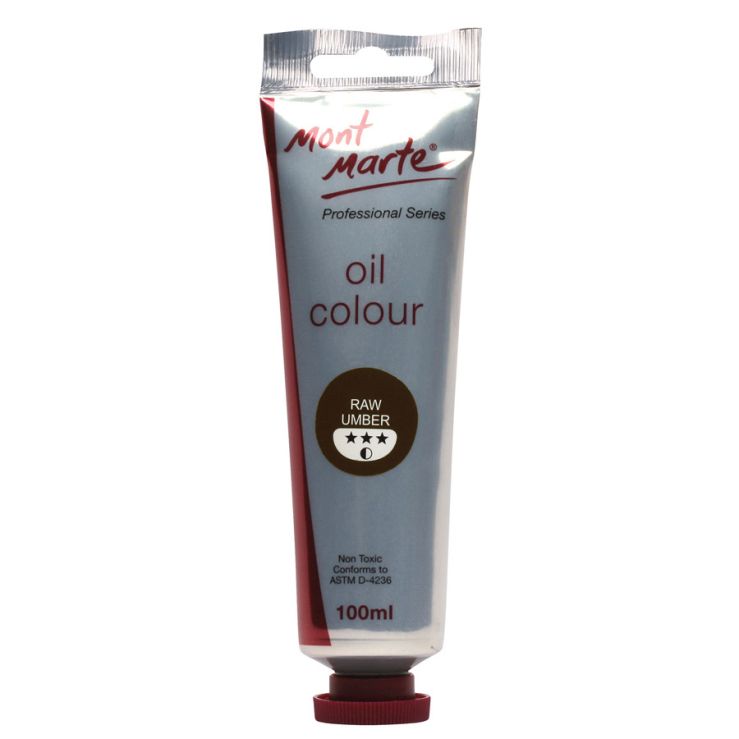 Mont
Marte®
Professional Series
oil
colour
RAW
UMBER
★★★
Non Toxic
Conforms to
ASTM D-4236
100ml